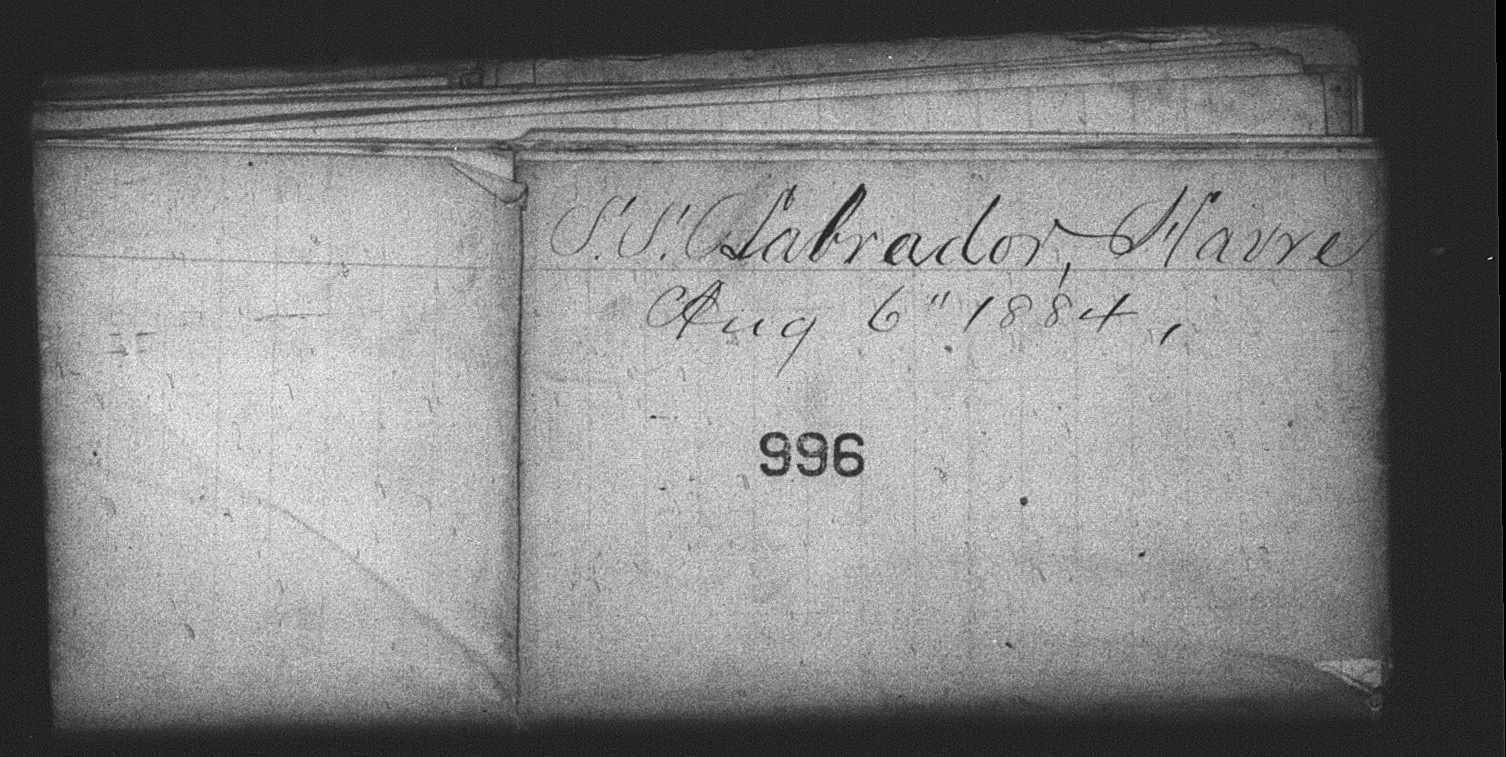 S.S. Labrador, Havre
Aug 6" 1884,
996